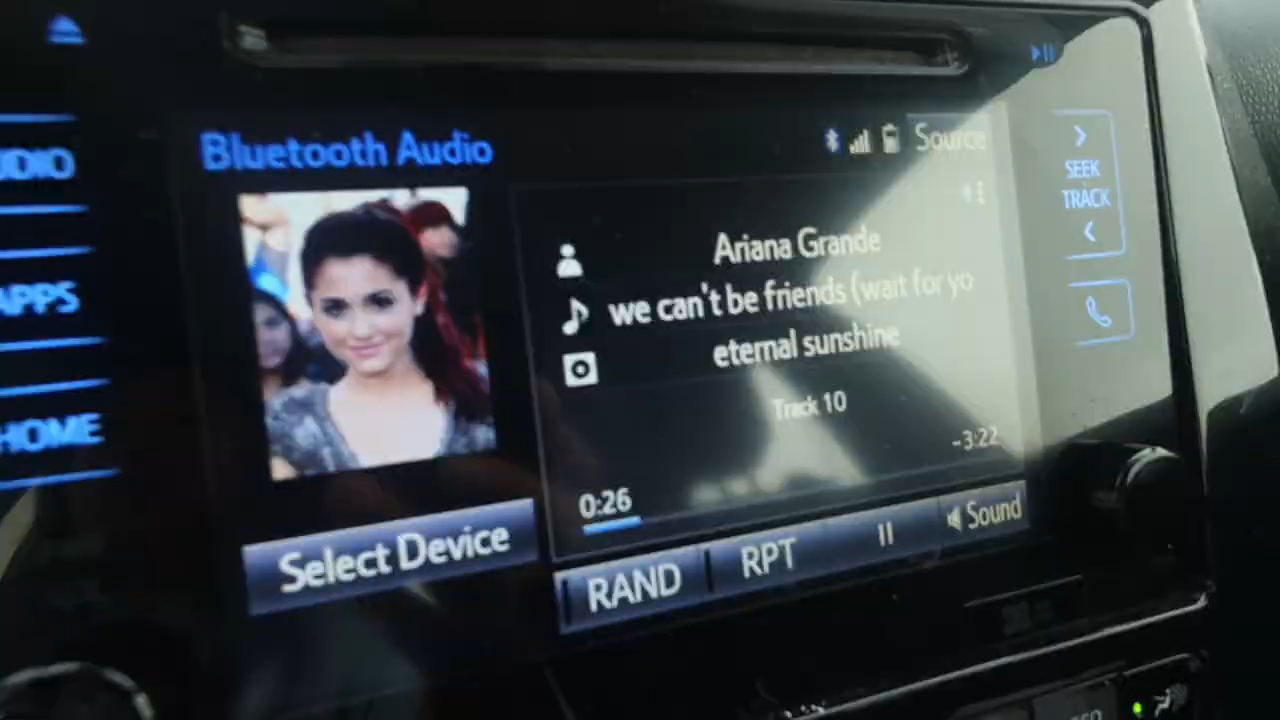 UDIO
APPS
HOME
Bluetooth Audio
Source
Ariana Grande
we can't be friends (wait for yo
eternal sunshine
Track 10
-3:22
0:26
Select Device
RAND
RPT
Sound
SEEK
TRACK